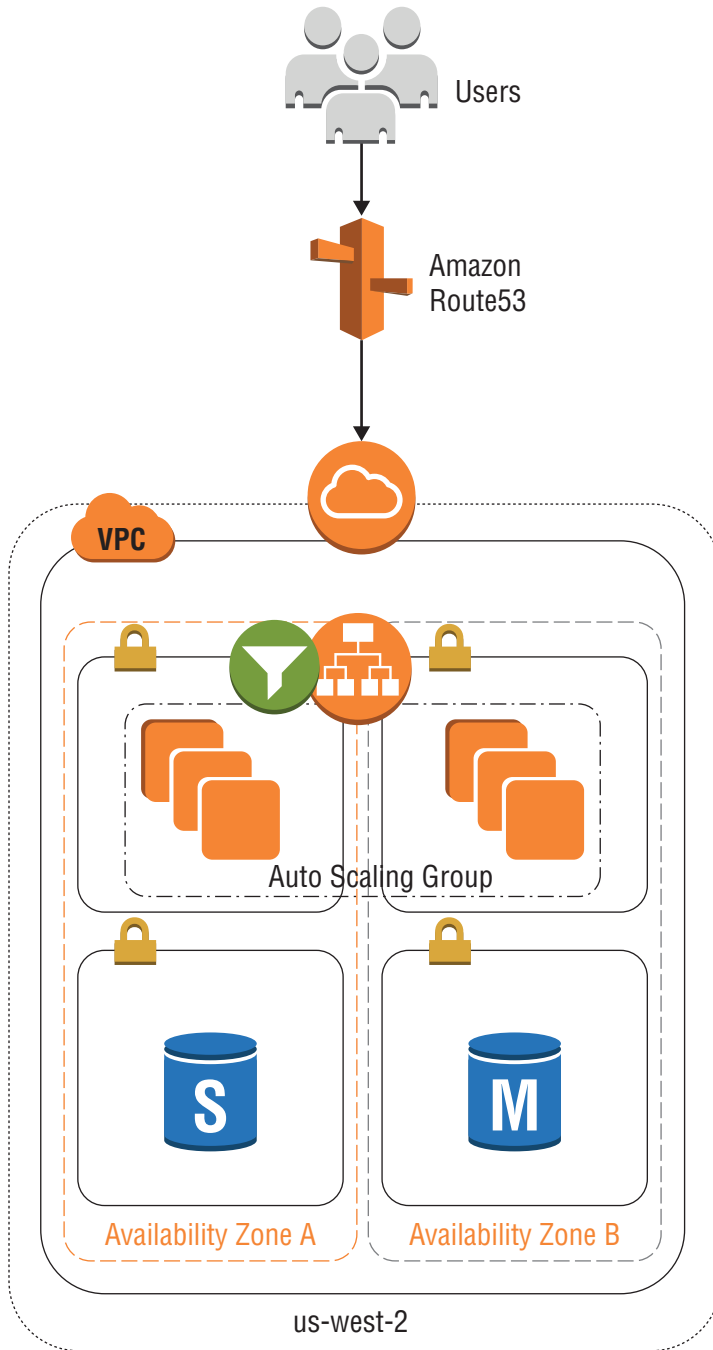 Users
Amazon
Route53
VPC
Auto Scaling Group
S
M
Availability Zone A
Availability Zone B
us-west-2